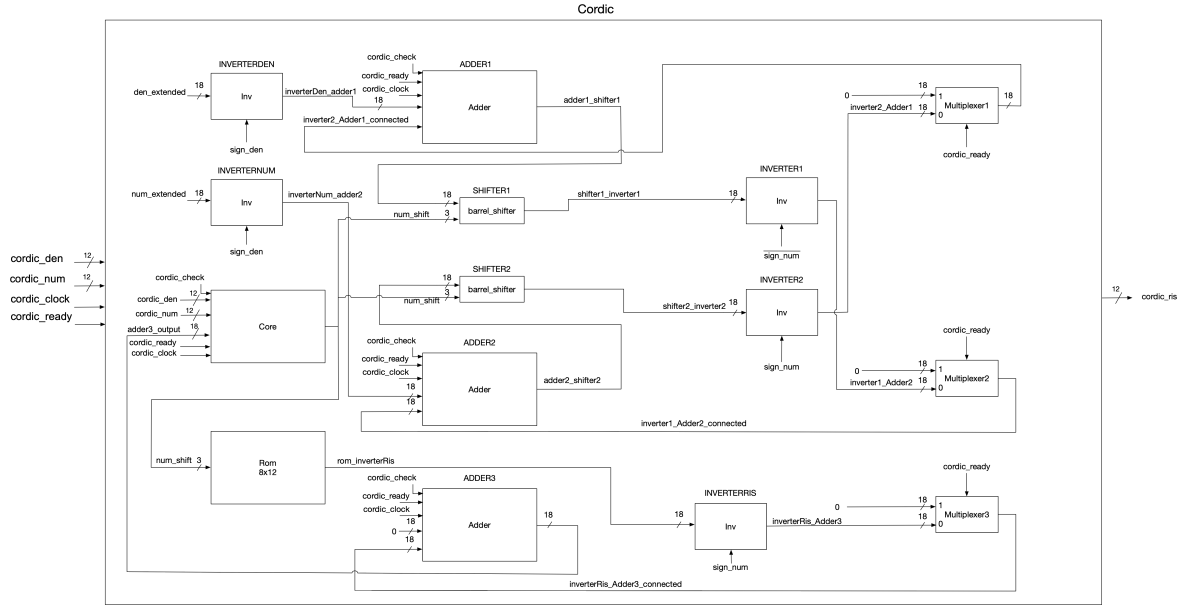 Cordic
cordic_den
12
cordic_num
12
cordic_clock
cordic_ready
12
cordic_ris
INVERTERDEN
den_extended
18
Inv
inverterDen_adder1
sign_den
cordic_check
cordic_ready
cordic_clock
18
inverter2_Adder1_connected
ADDER1
Adder
adder1_shifter1
0
18
1
inverter2_Adder1
18
0
Multiplexer1
18
cordic_ready
INVERTERNUM
num_extended
18
Inv
inverterNum_adder2
sign_den
SHIFTER1
18
num_shift
3
barrel_shifter
shifter1_inverter1
18
INVERTER1
Inv
sign_num
SHIFTER2
18
num_shift
3
barrel_shifter
shifter2_inverter2
18
INVERTER2
Inv
sign_num
cordic_check
cordic_den
12
cordic_num
12
adder3_output
18
cordic_ready
cordic_clock
Core
cordic_check
cordic_ready
cordic_clock
18
18
ADDER2
Adder
adder2_shifter2
cordic_ready
0
18
1
inverter1_Adder2
18
0
Multiplexer2
inverter1_Adder2_connected
num_shift
3
Rom
8x12
rom_inverterRis
cordic_check
cordic_ready
cordic_clock
18
0
18
ADDER3
Adder
18
18
INVERTERRIS
Inv
sign_num
inverterRis_Adder3
cordic_ready
0
18
1
18
0
Multiplexer3
inverterRis_Adder3_connected